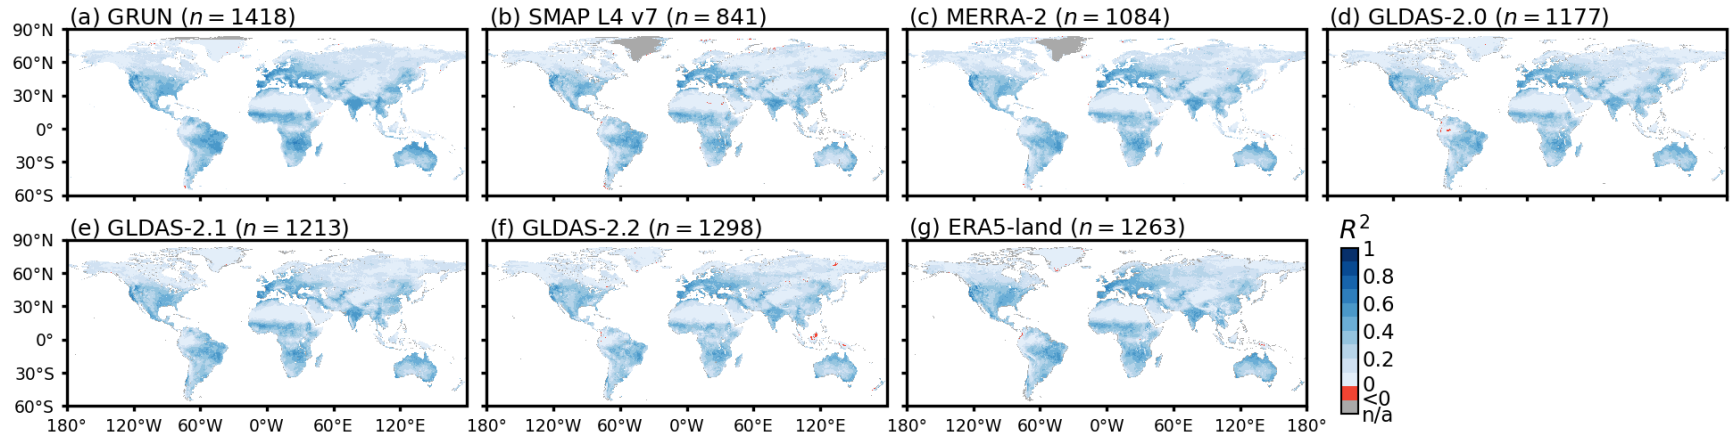 (a) GRUN (n = 1418)
(b) SMAP L4 v7 (n = 841)
(c) MERRA-2 (n = 1084)
(d) GLDAS-2.0 (n = 1177)
90°N
60°N
30°N
0°
30°S
60°S
(e) GLDAS-2.1 (n = 1213)
(f) GLDAS-2.2 (n = 1298)
(g) ERA5-land (n = 1263)
90°N
60°N
30°N
0°
30°S
60°S
180° 120°W 60°W 0°W 60°E 120°E 180° 120°W 60°W 0°W 60°E 120°E 180° 120°W 60°W 0°W 60°E 120°E 180°
R²
1
0.8
0.6
0.4
0.2
0
<0
n/a